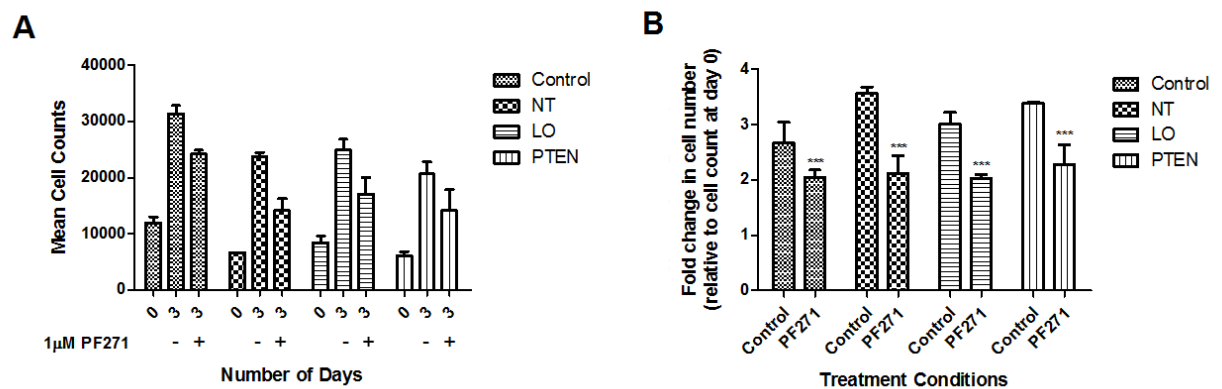 A
Mean Cell Counts
40000
30000
20000
10000
0
Control
NT
LO
PTEN
0 3 3 0 3 3 0 3 3 0 3 3
1µM PF271 - + - + - + - +
Number of Days
B
Fold change in cell number
(relative to cell count at day 0)
4
3
2
1
0
*** *** *** ***
Control
NT
LO
PTEN
Control PF271 Control PF271 Control PF271 Control PF271
Treatment Conditions